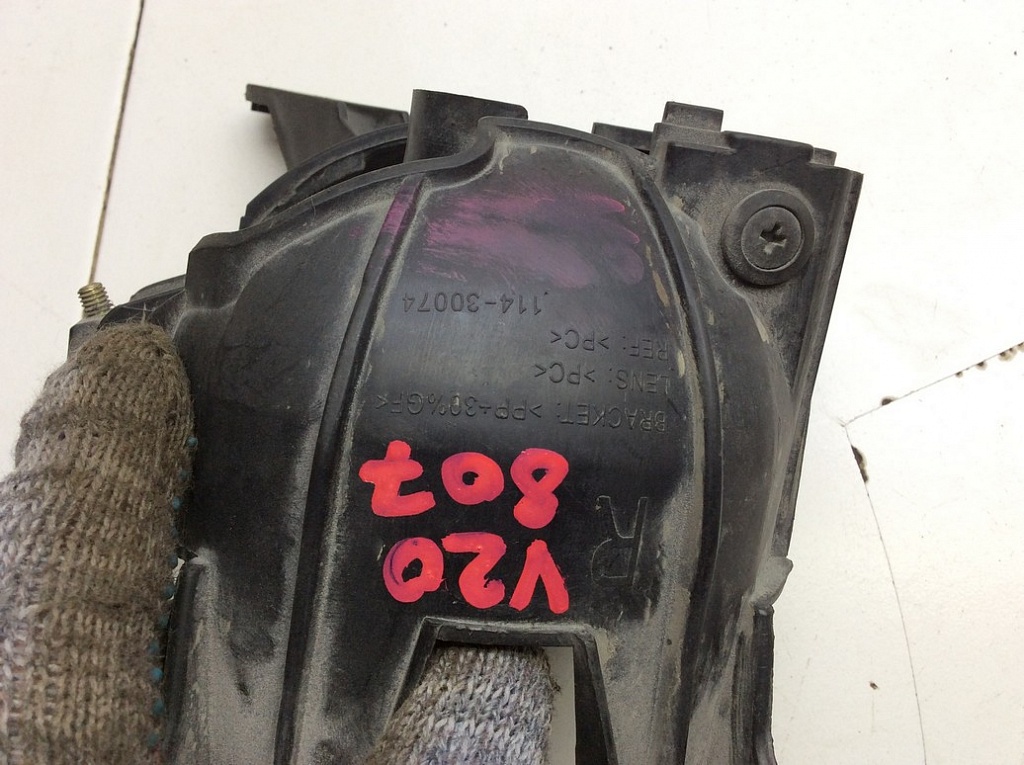 R
V20
807
BRACKET: >PP+30%GF<
LENS: >PC<
REF: >PC<
114-30074